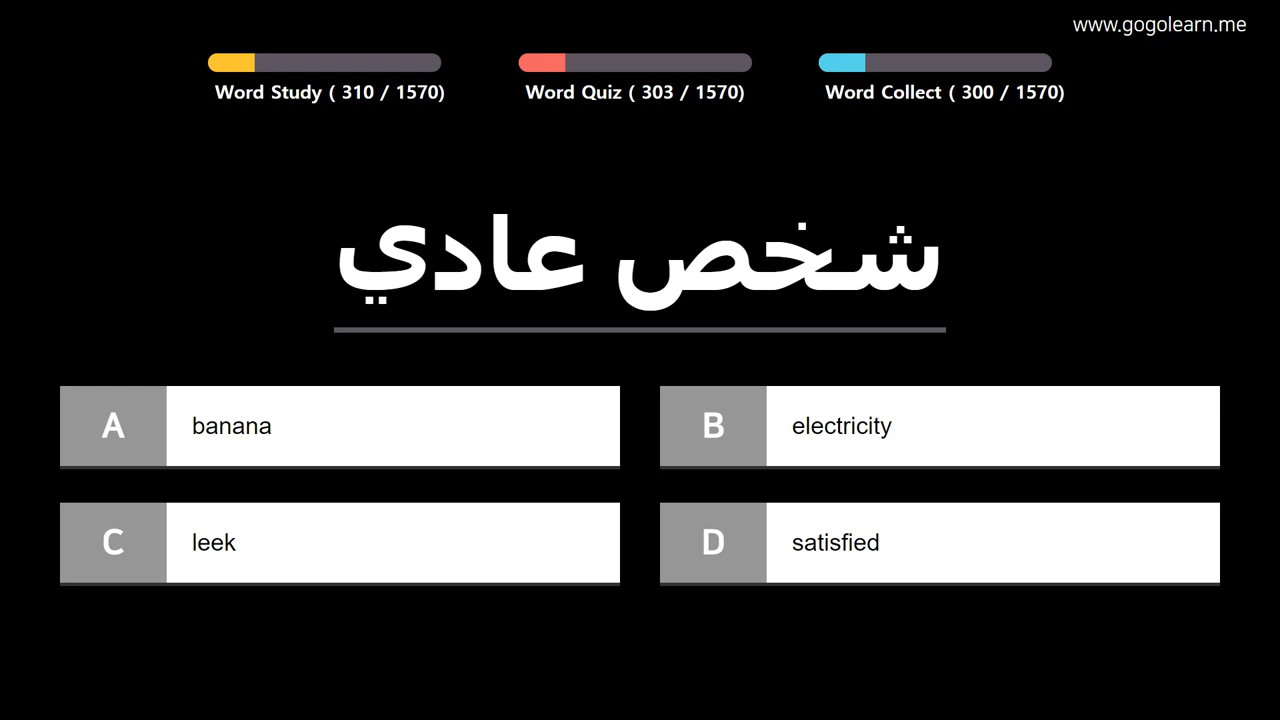 www.gogolearn.me
Word Study ( 310 / 1570)
Word Quiz ( 303 / 1570)
Word Collect ( 300 / 1570)
شخص عادي
A banana
B electricity
C leek
D satisfied